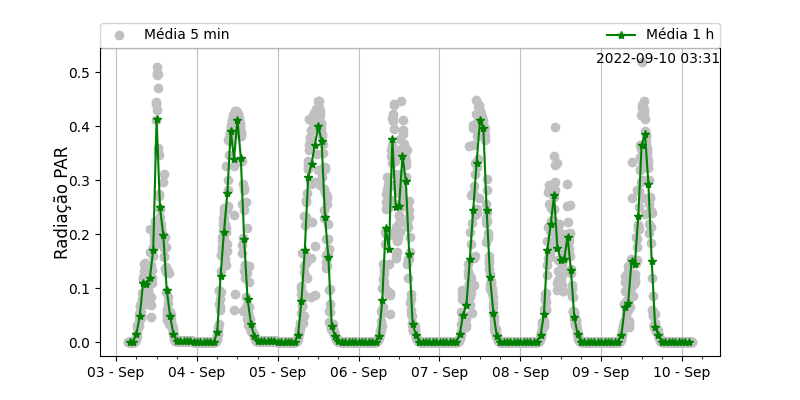 Média 5 min
Média 1 h
2022-09-10 03:31
Radiação PAR
0.5
0.4
0.3
0.2
0.1
0.0
03 - Sep
04 - Sep
05 - Sep
06 - Sep
07 - Sep
08 - Sep
09 - Sep
10 - Sep